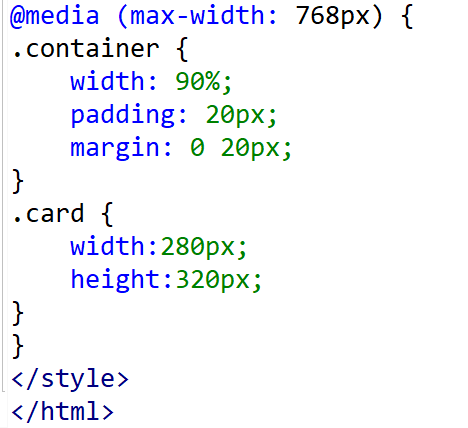 @media (max-width: 768px) {
.container {
    width: 90%;
    padding: 20px;
    margin: 0 20px;
}
.card {
    width:280px;
    height:320px;
}
}
</style>
</html>